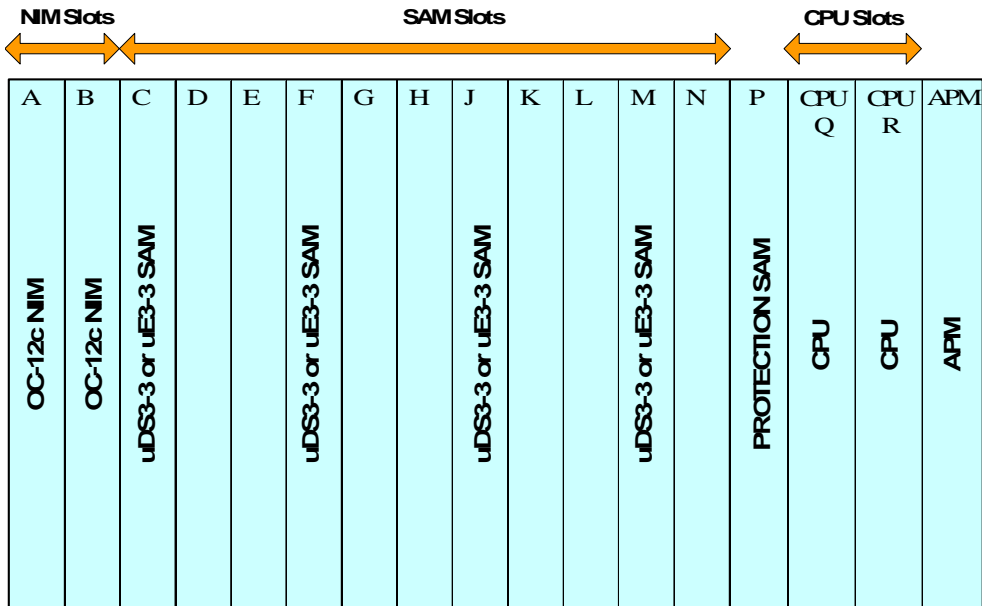 NIM Slots
SAM Slots
CPU Slots
A
B
C
D
E
F
G
H
J
K
L
M
N
P
CPU
Q
CPU
R
APM
OC-12c NIM
OC-12c NIM
uDS3-3 or uE3-3 SAM
uDS3-3 or uE3-3 SAM
uDS3-3 or uE3-3 SAM
uDS3-3 or uE3-3 SAM
PROTECTION SAM
CPU
CPU
APM